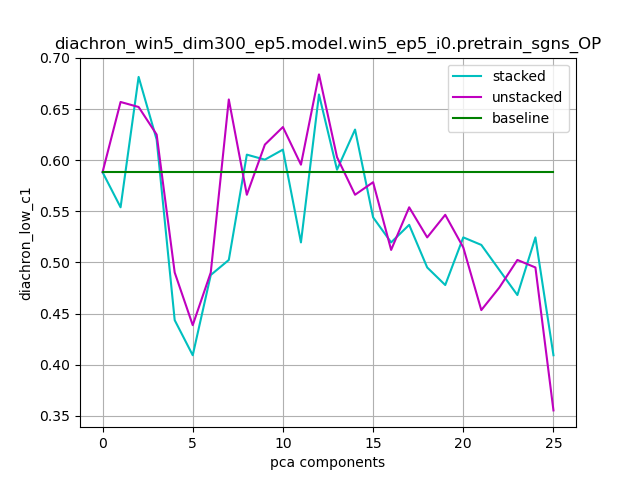 diachron_win5_dim300_ep5.model.win5_ep5_i0.pretrain_sgns_OP
stacked
unstacked
baseline
0.70
0.65
0.60
0.55
0.50
0.45
0.40
0.35
diachron_low_c1
0 5 10 15 20 25
pca components